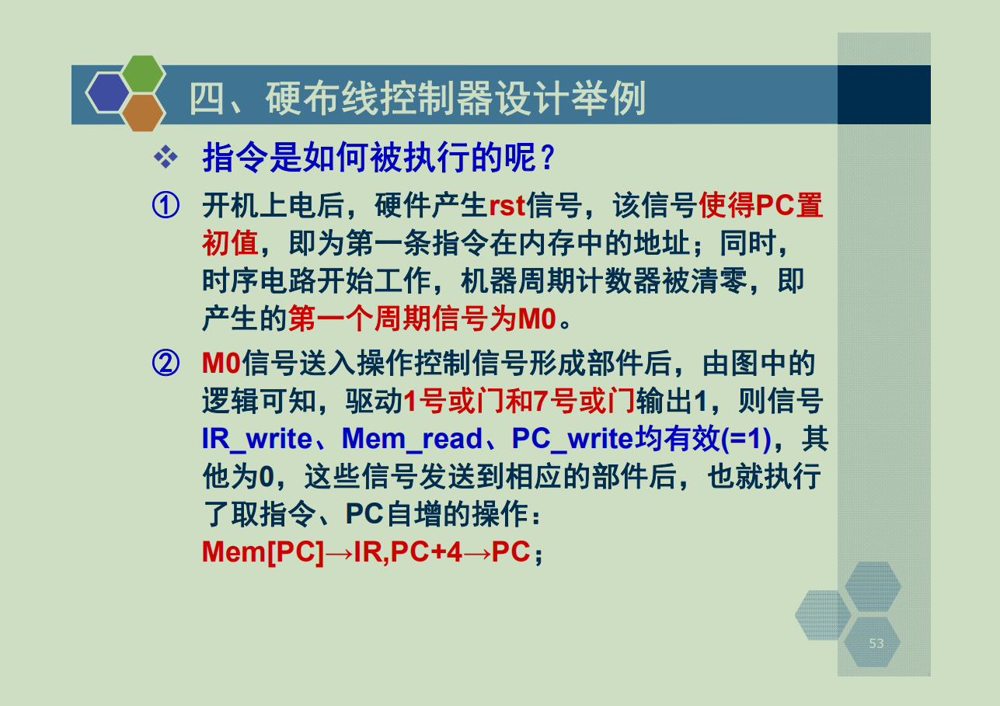 四、硬布线控制器设计举例
指令是如何被执行的呢？
① 开机上电后，硬件产生rst信号，该信号使得PC置
初值，即为第一条指令在内存中的地址；同时，
时序电路开始工作，机器周期计数器被清零，即
产生的第一个周期信号为M0。
② M0信号送入操作控制信号形成部件后，由图中的
逻辑可知，驱动1号或门和7号或门输出1，则信号
IR_write、Mem_read、PC_write均有效(=1)，其
他为0，这些信号发送到相应的部件后，也就执行
了取指令、PC自增的操作：
Mem[PC]→IR,PC+4→PC；
53